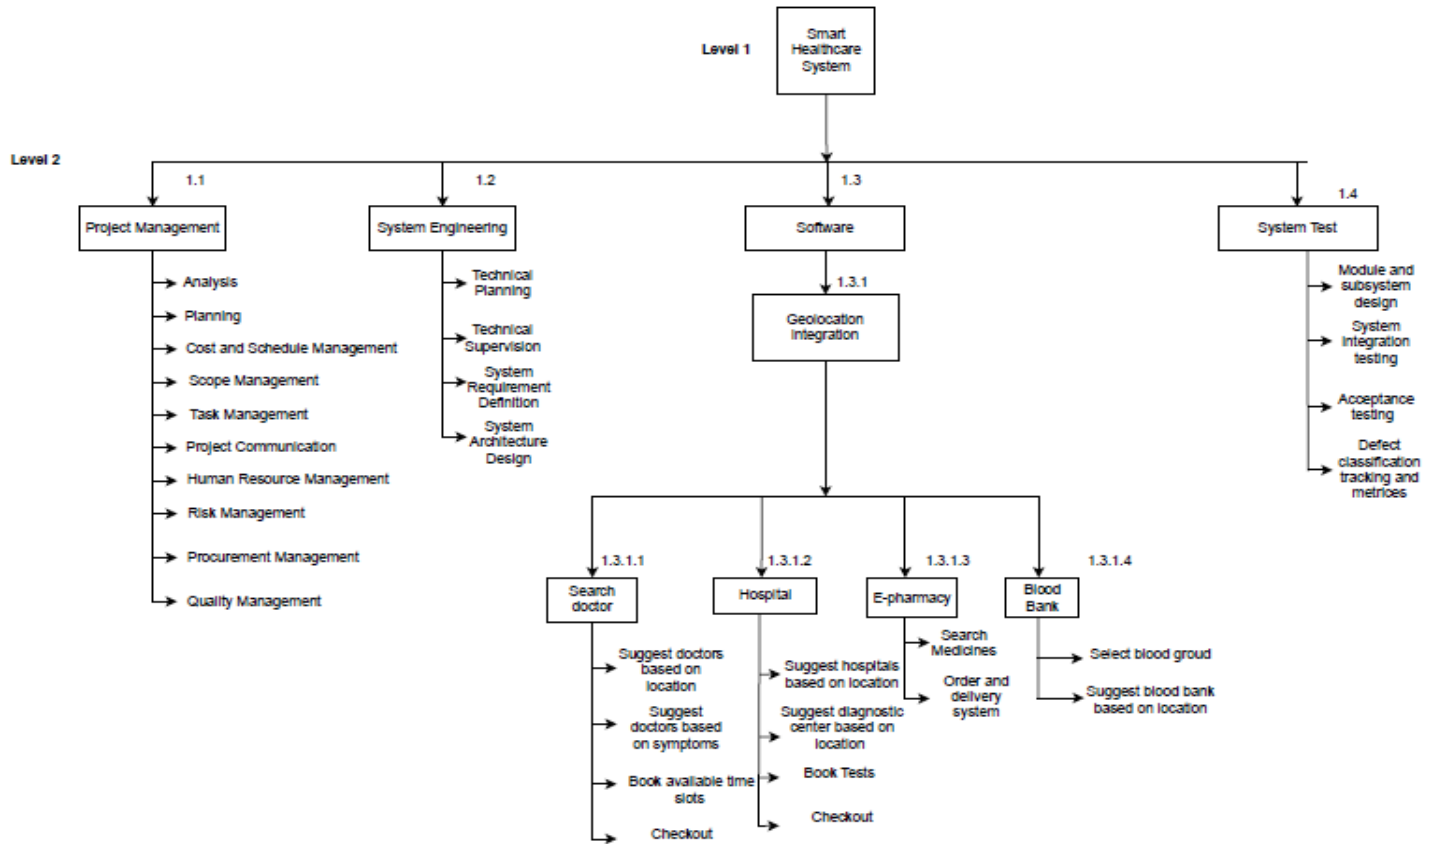 Level 1
Smart
Healthcare
System
Level 2
1.1
1.2
1.3
1.4
Project Management
System Engineering
Software
System Test
Analysis
Planning
Cost and Schedule Management
Scope Management
Task Management
Project Communication
Human Resource Management
Risk Management
Procurement Management
Quality Management
Technical
Planning
Technical
Supervision
System
Requirement
Definition
System
Architecture
Design
1.3.1
Geolocation
Integration
1.3.1.1
Search
doctor
Suggest doctors
based on
location
Suggest
doctors based
on symptoms
Book available time
slots
Checkout
1.3.1.2
Hospital
Suggest hospitals
based on location
Suggest diagnostic
center based on
location
Book Tests
Checkout
1.3.1.3
E-pharmacy
Search
Medicines
Order and
delivery
system
1.3.1.4
Blood
Bank
Select blood groud
Suggest blood bank
based on location
Module and
subsystem
design
System
Integration
testing
Acceptance
testing
Defect
classification
tracking and
metrices